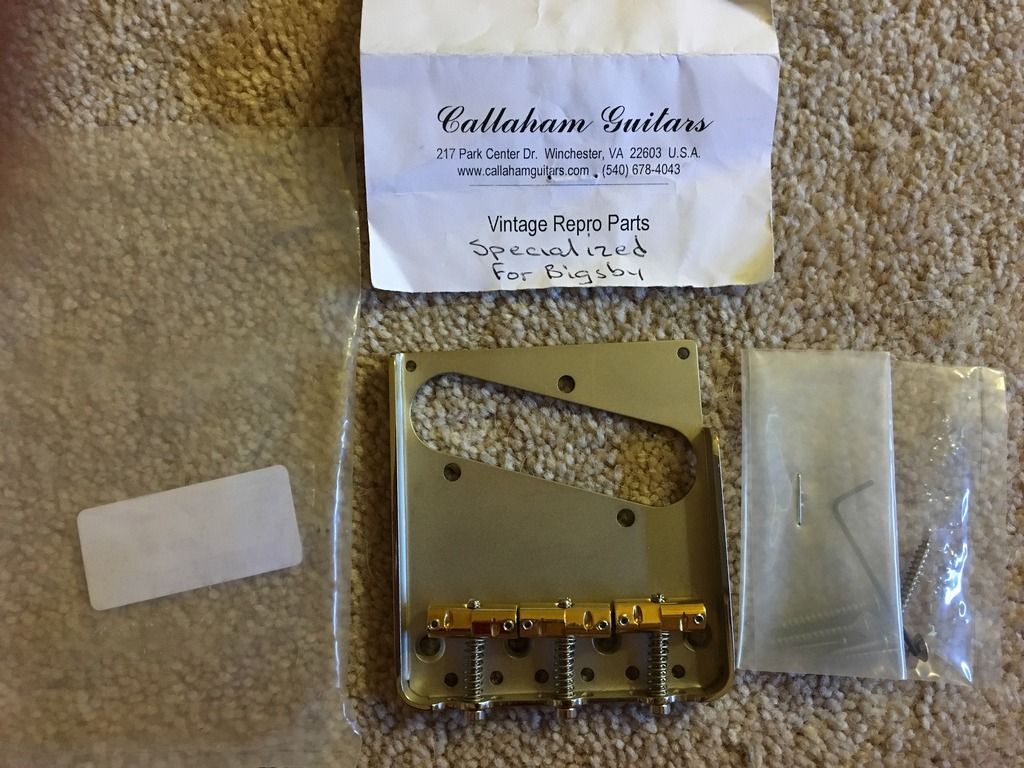 Callaham Guitars
217 Park Center Dr. Winchester, VA 22603 U.S.A.
www.callahamguitars.com . (540) 678-4043
Vintage Repro Parts
Specialized
For Bigsby